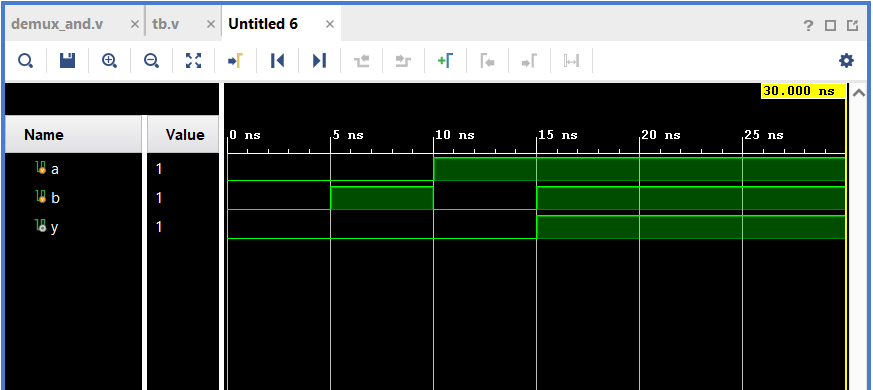 demux_and.v × tb.v × Untitled 6 ×
?
30.000 ns
Name Value
0 ns 5 ns 10 ns 15 ns 20 ns 25 ns
a 1
b 1
y 1